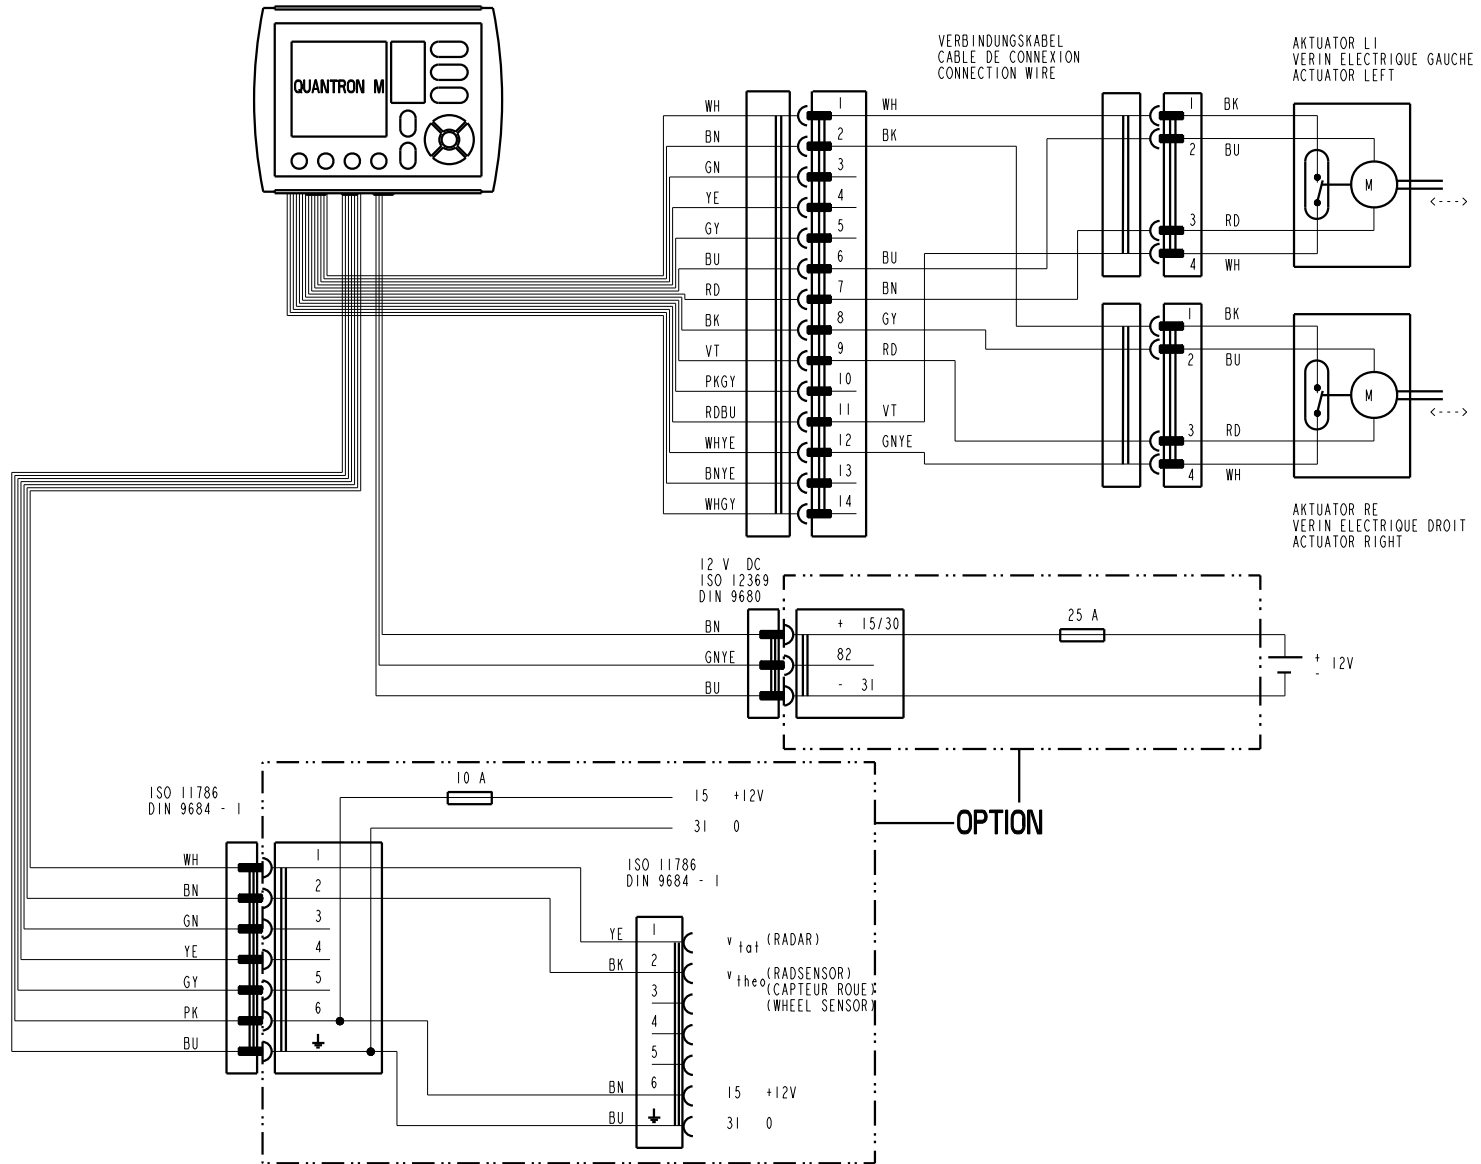 QUANTRON M
VERBINDUNGSKABEL
CABLE DE CONNEXION
CONNECTION WIRE
AKTUATOR LI
VERIN ELECTRIQUE GAUCHE
ACTUATOR LEFT
WH 1 WH
BN 2 BK
GN 3
YE 4
GY 5
BU 6 BU
RD 7 BN
BK 8 GY
VT 9 RD
PKGY 10
RDBU 11 VT
WHYE 12 GNYE
BNYE 13
WHGY 14
1 BK
2 BU
3 RD
4 WH
M
<--->
1 BK
2 BU
3 RD
4 WH
M
<--->
AKTUATOR RE
VERIN ELECTRIQUE DROIT
ACTUATOR RIGHT
12 V DC
ISO 12369
DIN 9680
BN + 15/30
GNYE 82
BU - 31
25 A
+
-
12V
OPTION
ISO 11786
DIN 9684 - 1
10 A
15 +12V
31 0
WH 1
BN 2
GN 3
YE 4
GY 5
PK 6
BU
ISO 11786
DIN 9684 - 1
YE 1 v tat (RADAR)
BK 2 v theo (RADSENSOR)
(CAPTEUR ROUE)
(WHEEL SENSOR)
3
4
5
BN 6 15 +12V
BU 31 0